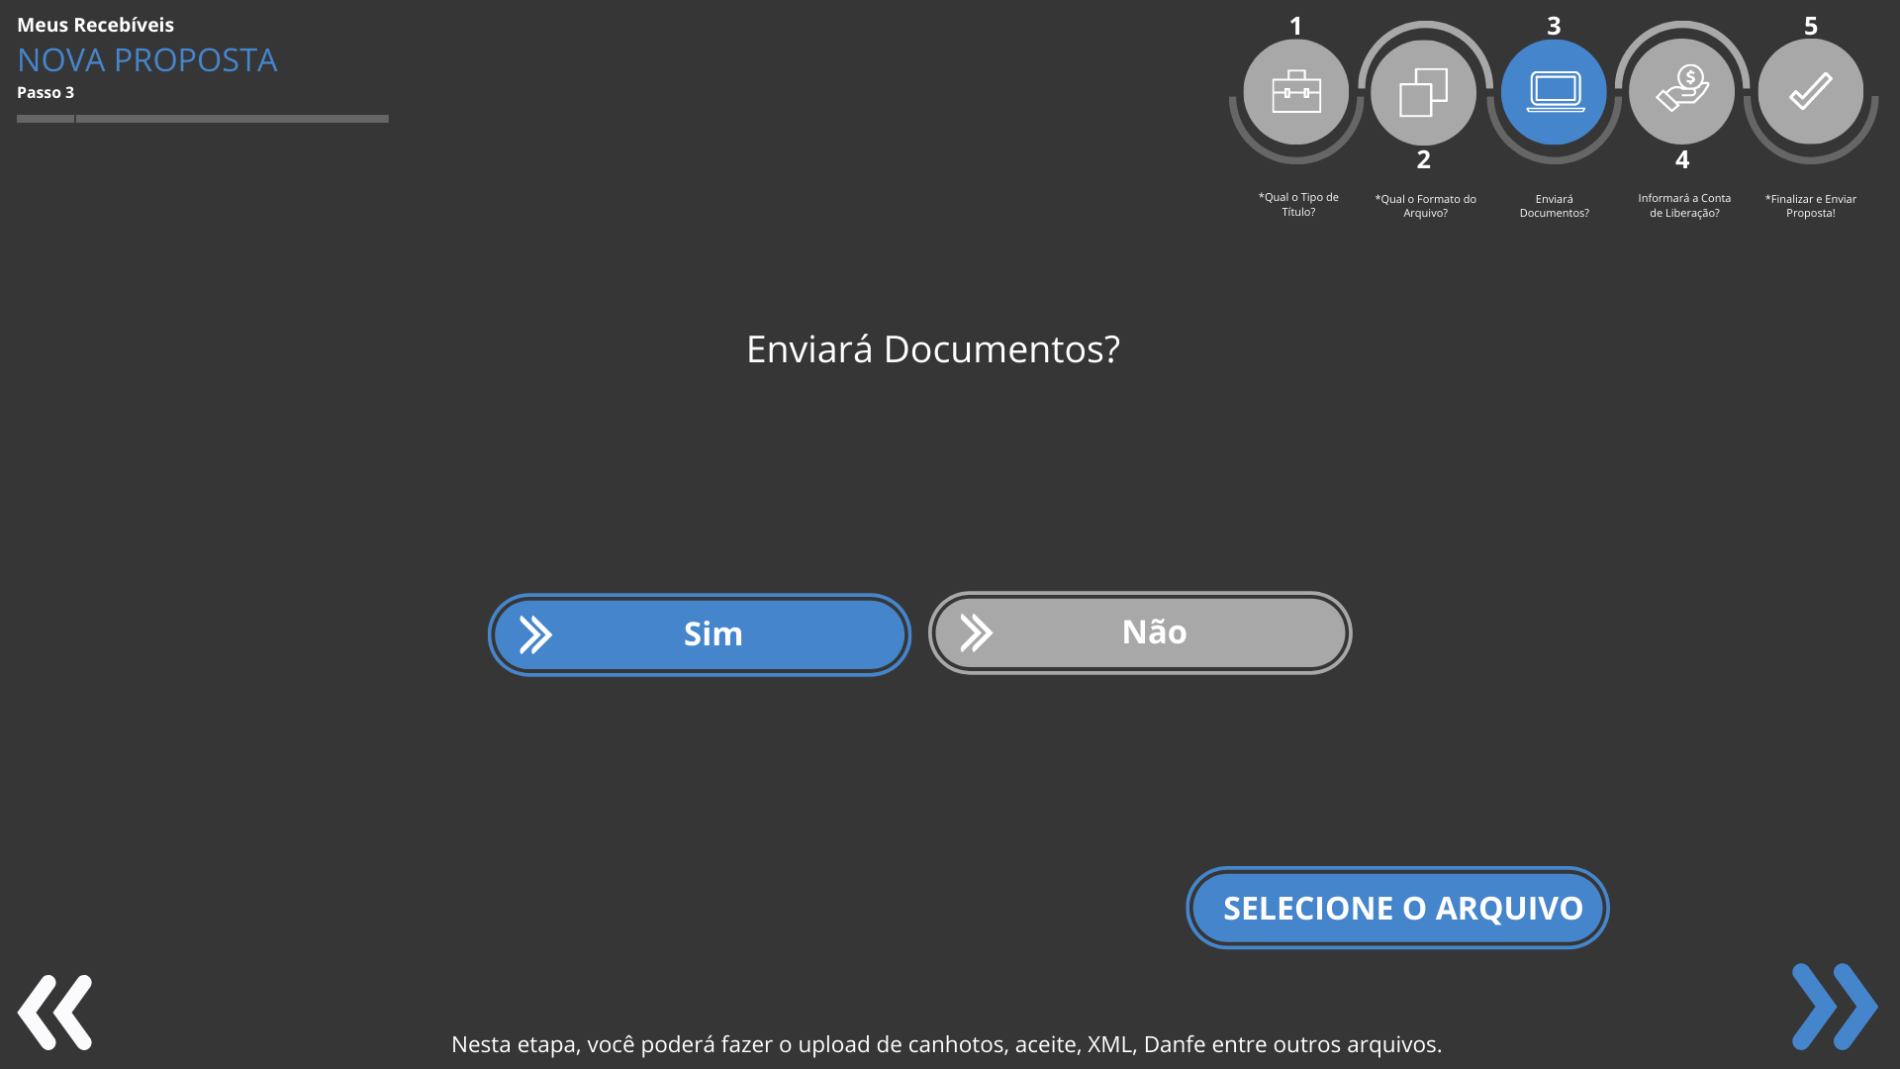 Meus Recebíveis
NOVA PROPOSTA
Passo 3
1
3
5
2
4
*Qual o Tipo de
Título?
*Qual o Formato do
Arquivo?
Enviará
Documentos?
Informará a Conta
de Liberação?
*Finalizar e Enviar
Proposta!
Enviará Documentos?
Sim
Não
SELECIONE O ARQUIVO
Nesta etapa, você poderá fazer o upload de canhotos, aceite, XML, Danfe entre outros arquivos.